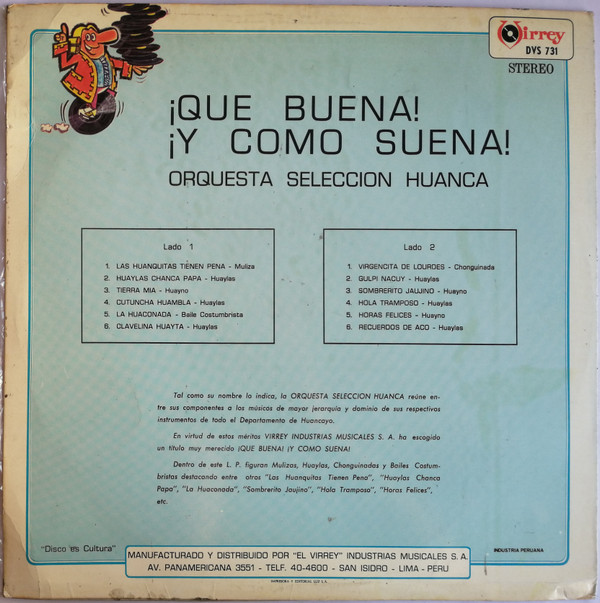 Virrey
DVS 731
STEREO
¡QUE BUENA!
¡Y COMO SUENA!
ORQUESTA SELECCION HUANCA
Lado 1
1. LAS HUANQUITAS TIENEN PENA - Muliza
2. HUAYLAS CHANCA PAPA - Huaylas
3. TIERRA MIA - Huayno
4. CUTUNCHA HUAMBLA - Huaylas
5. LA HUACONADA - Baile Costumbrista
6. CLAVELINA HUAYTA - Huaylas
Lado 2
1. VIRGENCITA DE LOURDES - Chonguinada
2. GULPI NACUY - Huaylas
3. SOMBRERITO JAUJINO - Huayno
4. HOLA TRAMPOSO - Huaylas
5. HORAS FELICES - Huayno
6. RECUERDOS DE ACO - Huaylas
Tal como su nombre lo indica, la ORQUESTA SELECCION HUANCA reúne en-
tre sus componentes a los músicos de mayor jerarquía y dominio de sus respectivos
instrumentos de todo el Departamento de Huancayo.
En virtud de estos méritos VIRREY INDUSTRIAS MUSICALES S. A. ha escogido
un título muy merecido ¡QUE BUENA! ¡Y COMO SUENA!
Dentro de este L. P. figuran Mulizas, Huaylas, Chonguinadas y Bailes Costum-
bristas destacando entre otros "Las Huanquitas Tienen Pena", "Huaylas Chanca
Papa", "La Huaconada", "Sombrerito Jaujino", "Hola Tramposo", "Horas Felices",
etc.
"Disco es Cultura"
INDUSTRIA PERUANA
MANUFACTURADO Y DISTRIBUIDO POR "EL VIRREY" INDUSTRIAS MUSICALES S. A.
AV. PANAMERICANA 3551 - TELF. 40-4600 - SAN ISIDRO - LIMA - PERU